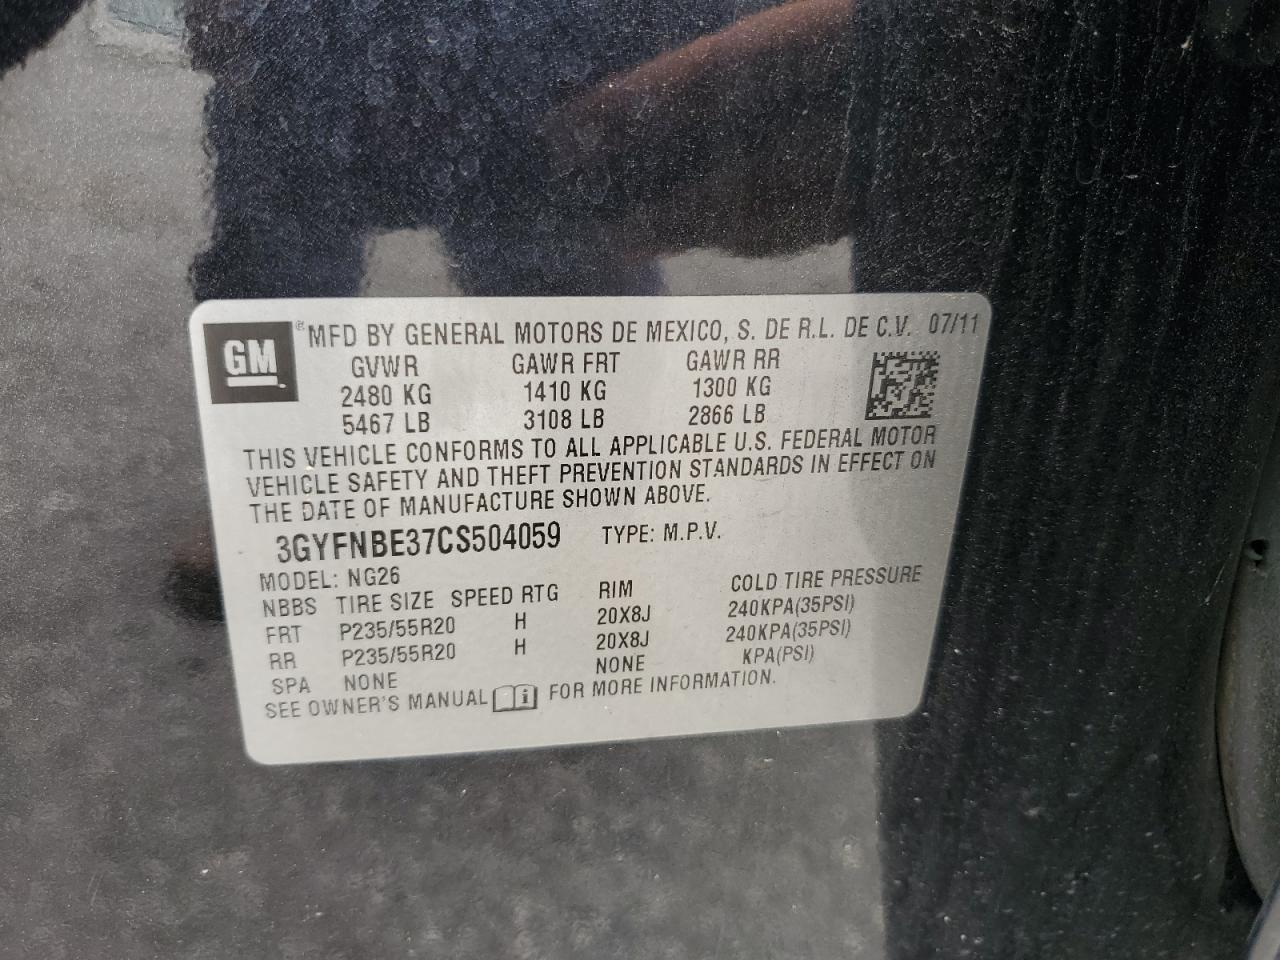 GM ® MFD BY GENERAL MOTORS DE MEXICO, S. DE R.L. DE C.V. 07/11
GVWR GAWR FRT GAWR RR
2480 KG 1410 KG 1300 KG
5467 LB 3108 LB 2866 LB
THIS VEHICLE CONFORMS TO ALL APPLICABLE U.S. FEDERAL MOTOR
VEHICLE SAFETY AND THEFT PREVENTION STANDARDS IN EFFECT ON
THE DATE OF MANUFACTURE SHOWN ABOVE.
3GYFNBE37CS504059 TYPE: M.P.V.
MODEL: NG26
NBBS TIRE SIZE SPEED RTG RIM COLD TIRE PRESSURE
FRT P235/55R20 H 20X8J 240KPA(35PSI)
RR P235/55R20 H 20X8J 240KPA(35PSI)
SPA NONE NONE KPA(PSI)
SEE OWNER'S MANUAL i FOR MORE INFORMATION.